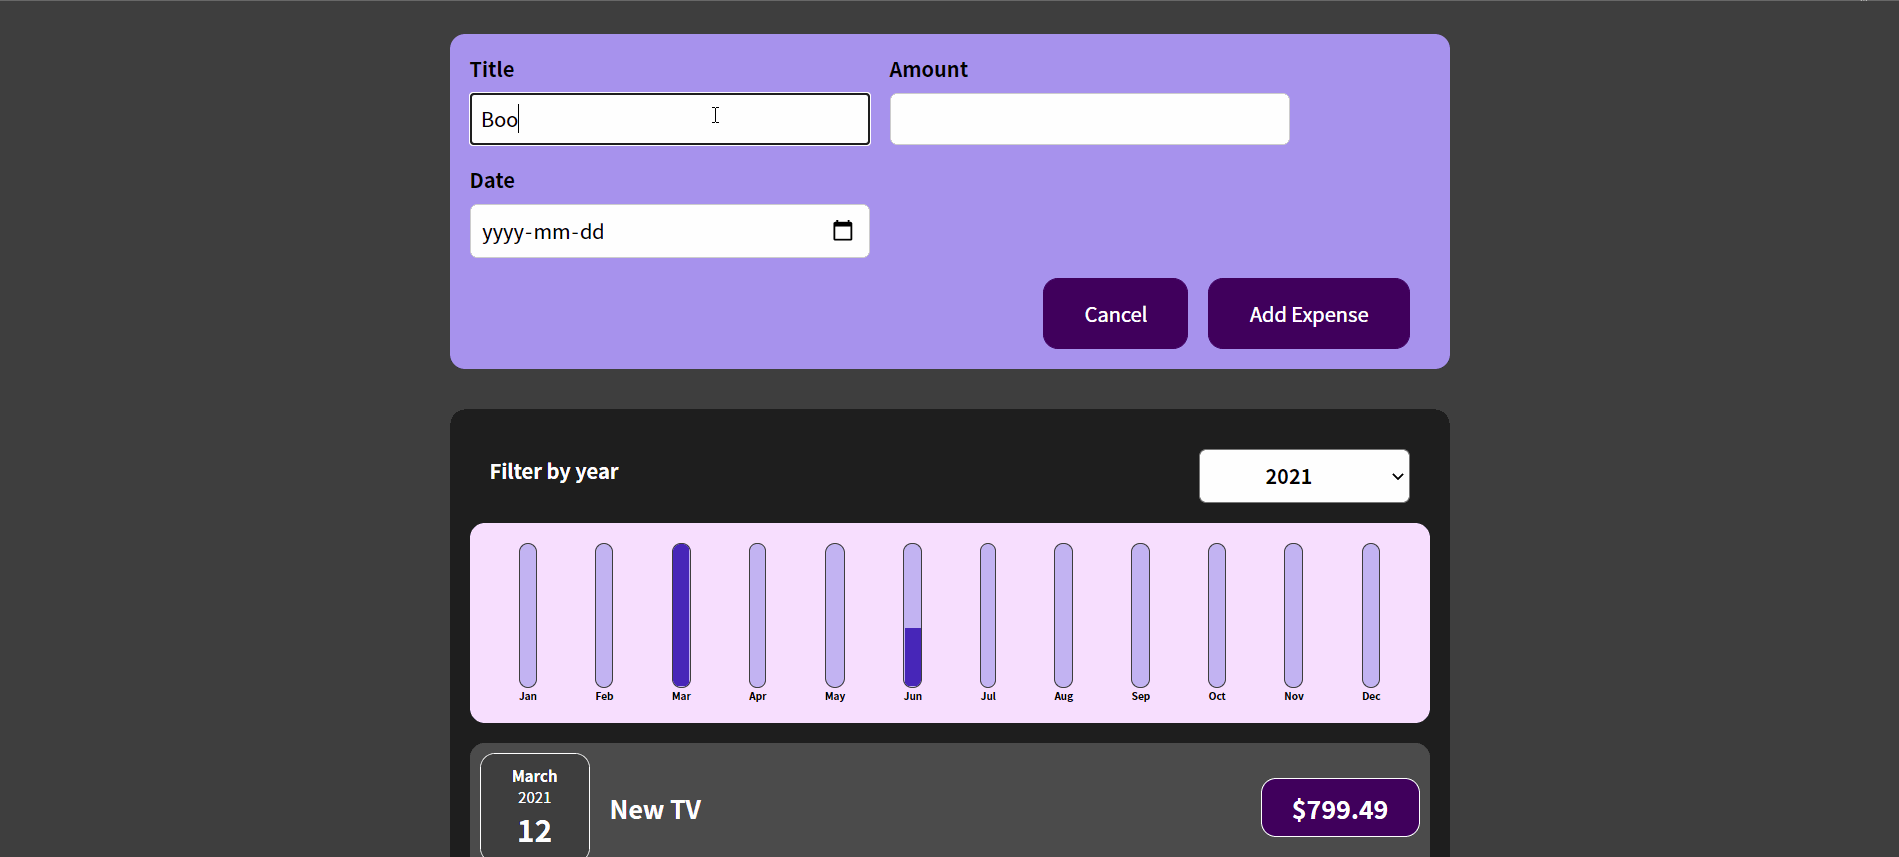 Title Amount
Boo
Date
yyyy-mm-dd
Cancel Add Expense
Filter by year 2021
Jan Feb Mar Apr May Jun Jul Aug Sep Oct Nov Dec
March
2021
12
New TV
$799.49